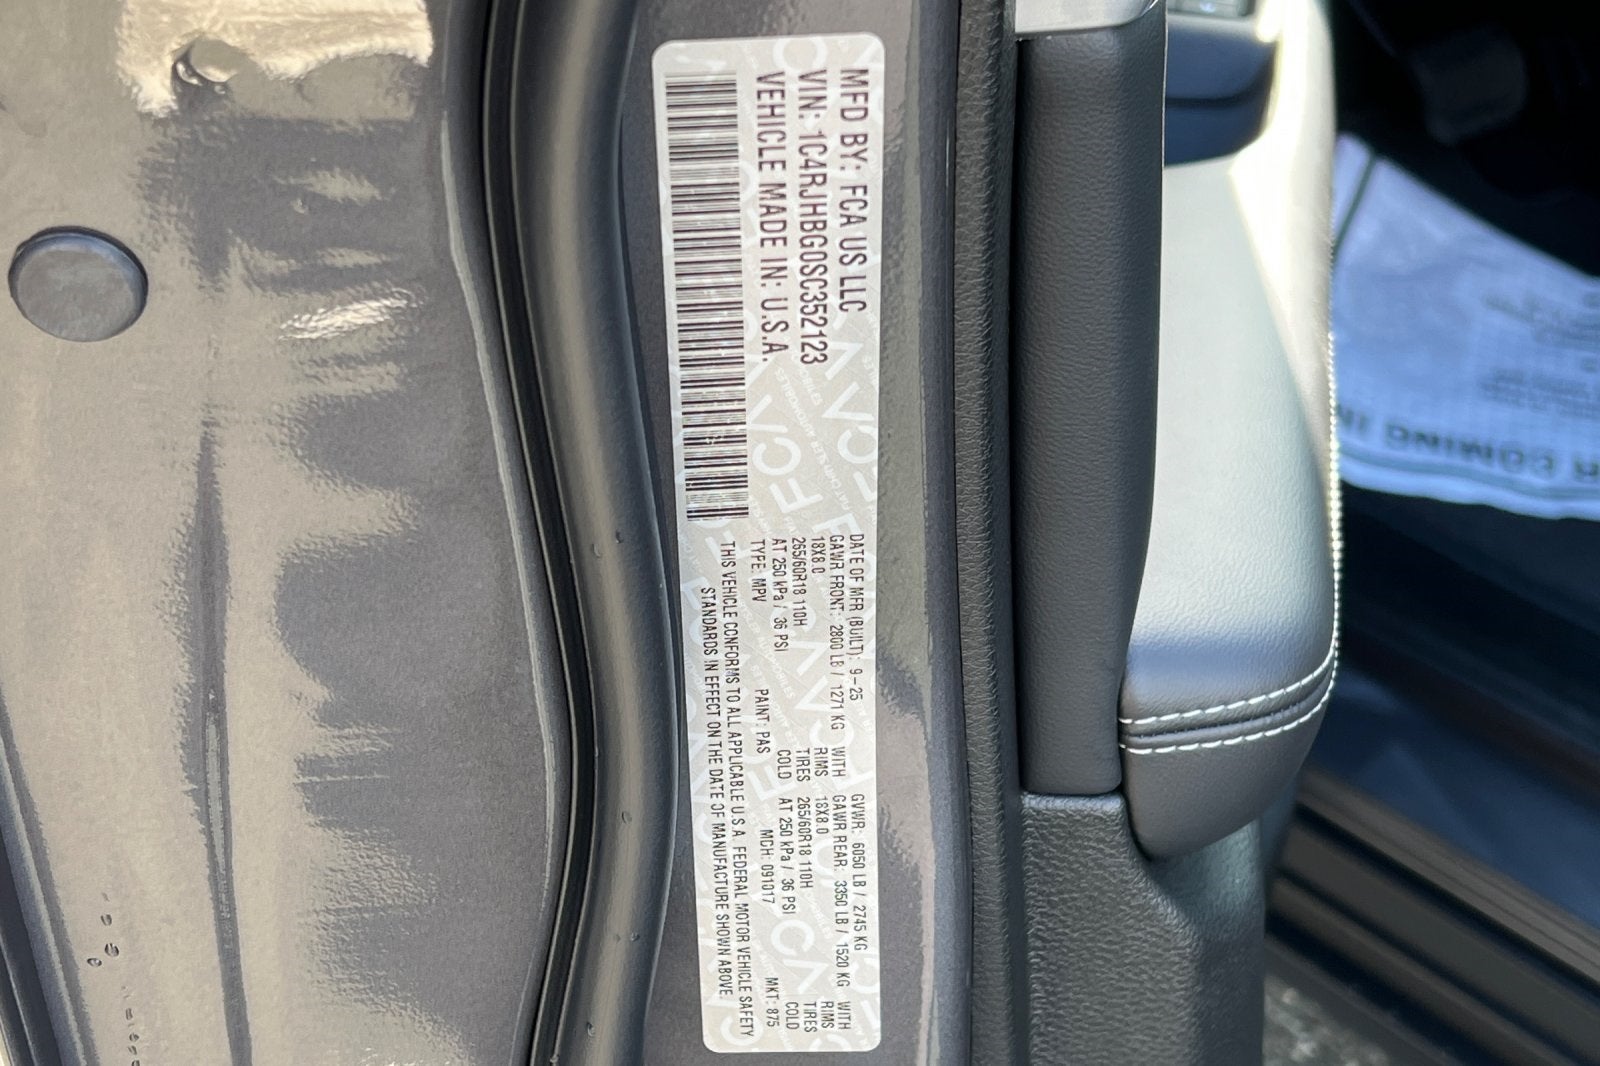 MFD BY: FCA US LLC
VIN: 1C4RJHBG0SC352123
VEHICLE MADE IN: U.S.A.
DATE OF MFR (BUILT): 9-25 GVWR: 6050 LB / 2745 KG
GAWR FRONT: 2800 LB / 1271 KG WITH GAWR REAR: 3350 LB / 1520 KG WITH
18X8.0 RIMS 18X8.0 RIMS
265/60R18 110H TIRES 265/60R18 110H TIRES
AT 250 kPa / 36 PSI COLD AT 250 kPa / 36 PSI COLD
TYPE: MPV PAINT: PAS MCH: 091017 MKT: 875
THIS VEHICLE CONFORMS TO ALL APPLICABLE U.S.A. FEDERAL MOTOR VEHICLE SAFETY
STANDARDS IN EFFECT ON THE DATE OF MANUFACTURE SHOWN ABOVE.
COMING IN